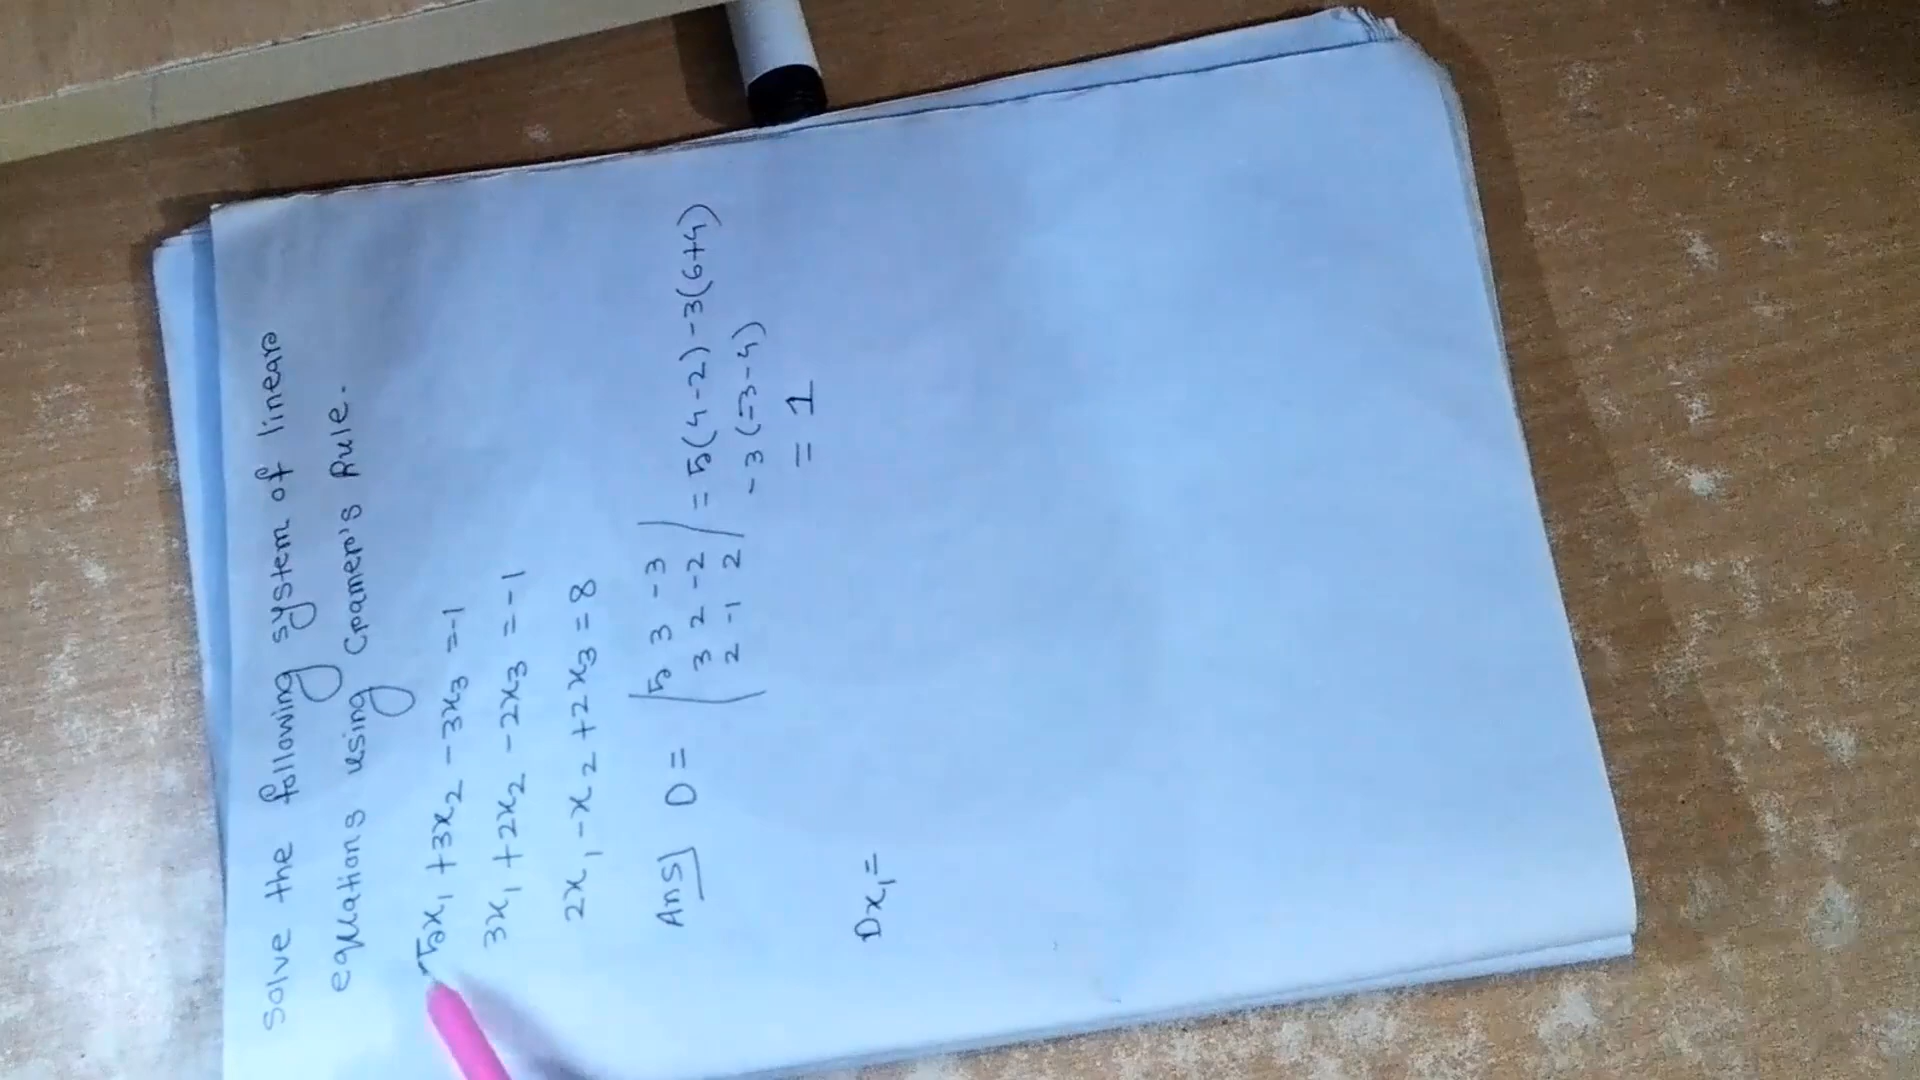 Solve the following system of linear
equations using Cramer's Rule.
5x₁ + 3x₂ - 3x₃ = -1
3x₁ + 2x₂ - 2x₃ = -1
2x₁ - x₂ + 2x₃ = 8
Ans] D = | 5 3 -3 | = 5(4-2) - 3(6+4)
| 3 2 -2 | - 3(-3-4)
| 2 -1 2 | = 1
Dx₁ =